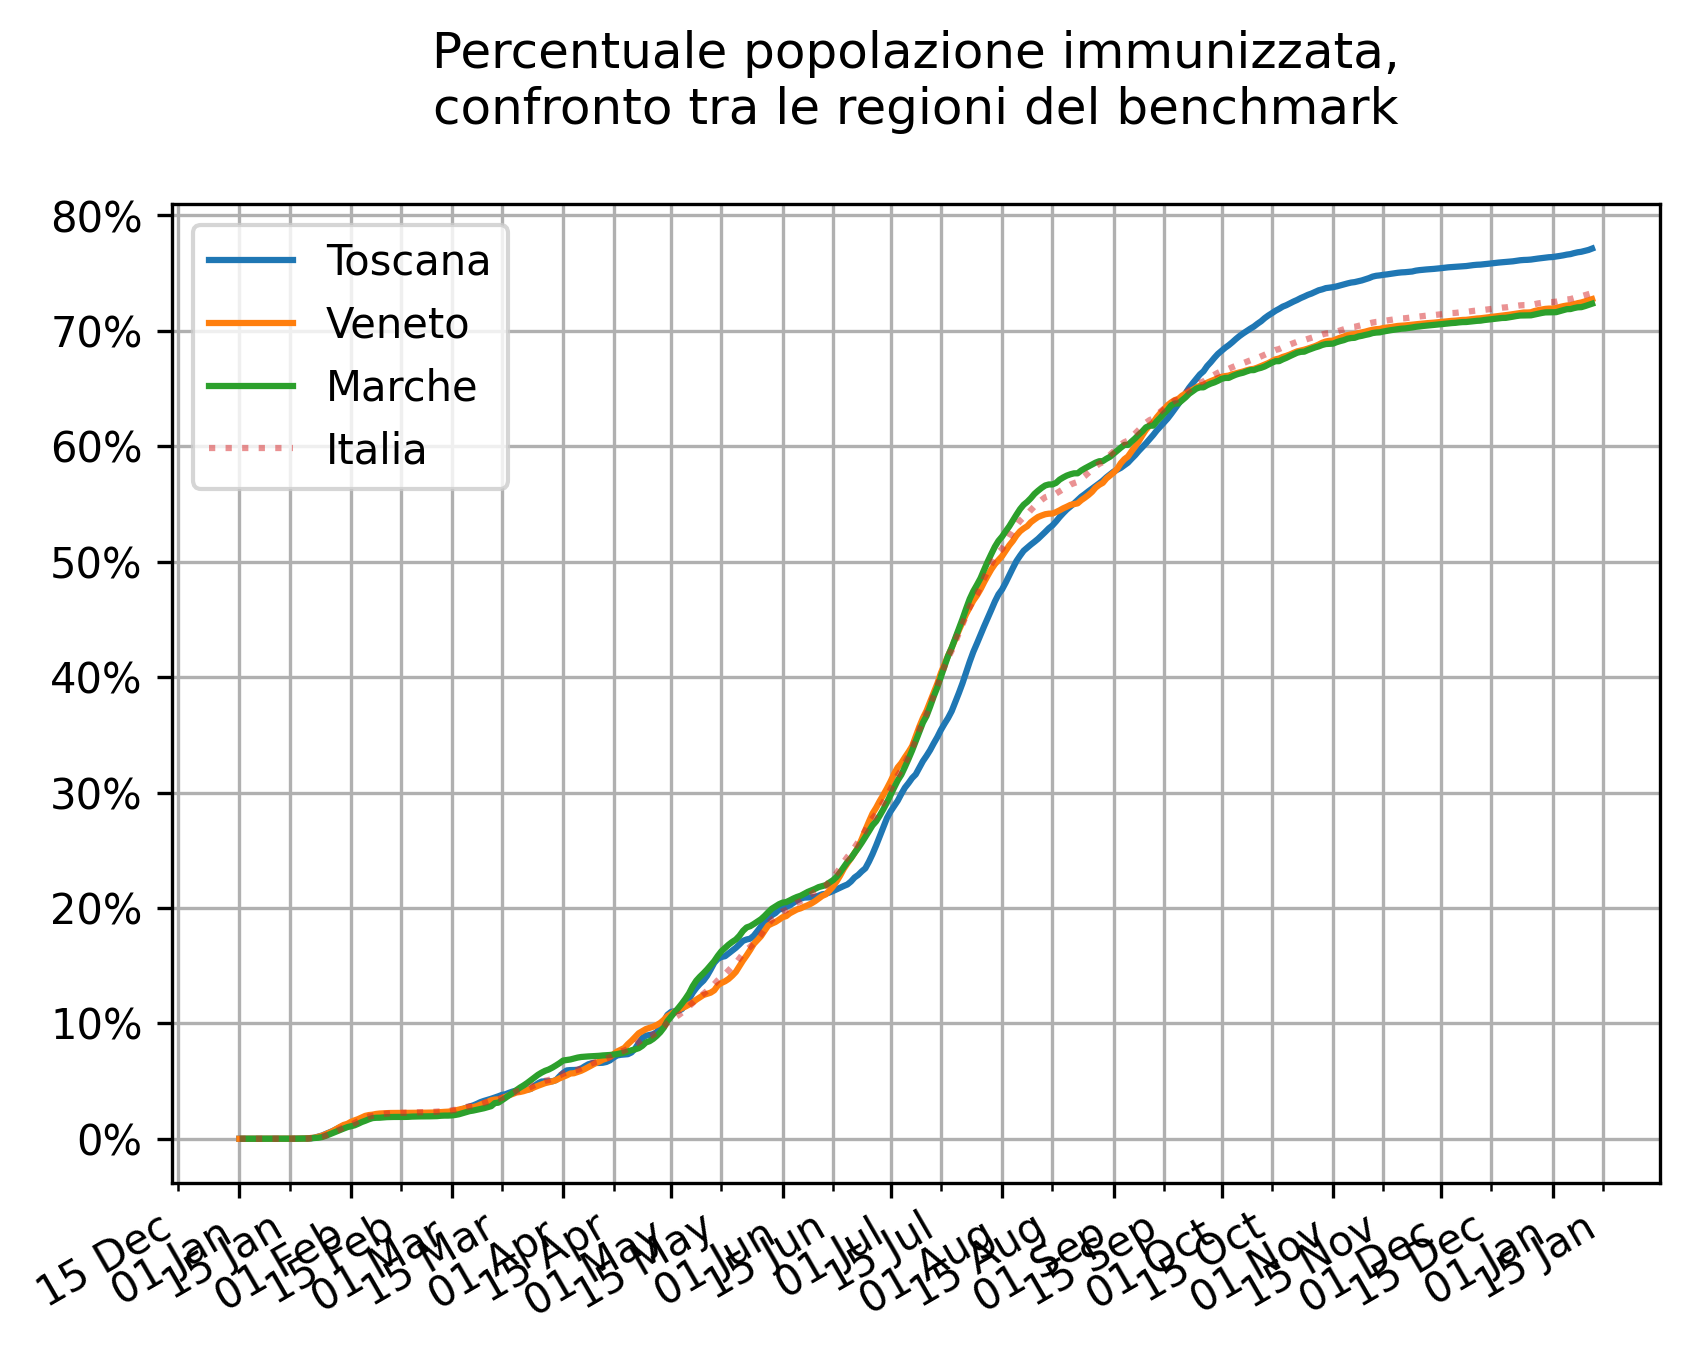 Percentuale popolazione immunizzata,
confronto tra le regioni del benchmark
80%
70%
60%
50%
40%
30%
20%
10%
0%
Toscana
Veneto
Marche
Italia
15 Dec
01 Jan
15 Jan
01 Feb
15 Feb
01 Mar
15 Mar
01 Apr
15 Apr
01 May
15 May
01 Jun
15 Jun
01 Jul
15 Jul
01 Aug
15 Aug
01 Sep
15 Sep
01 Oct
15 Oct
01 Nov
15 Nov
01 Dec
15 Dec
01 Jan
15 Jan